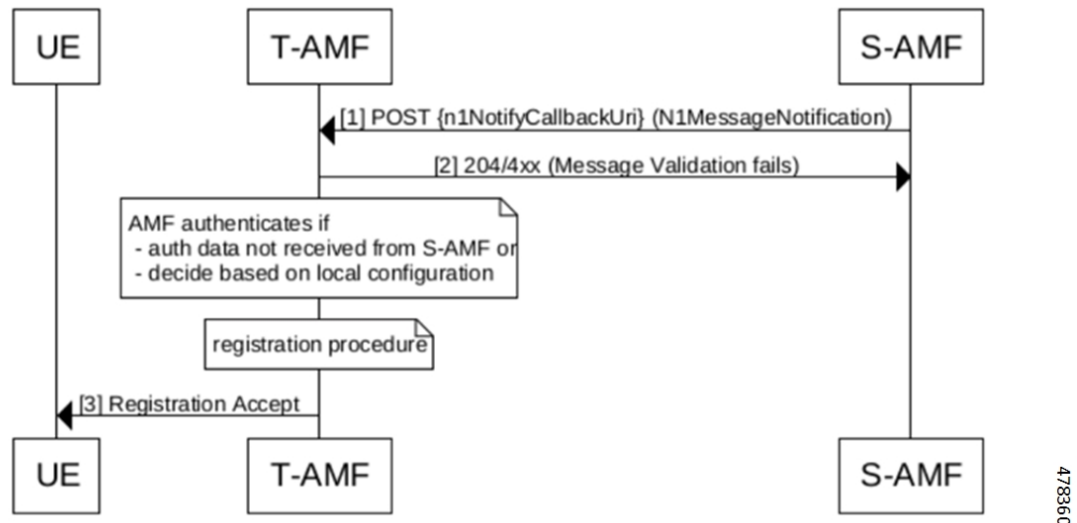 UE
T-AMF
S-AMF
[1] POST {n1NotifyCallbackUri} (N1MessageNotification)
[2] 204/4xx (Message Validation fails)
AMF authenticates if
- auth data not received from S-AMF or
- decide based on local configuration
registration procedure
[3] Registration Accept
UE
T-AMF
S-AMF
478360